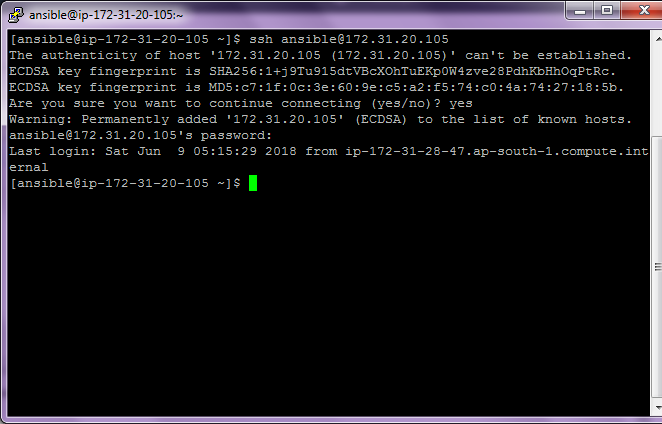 ansible@ip-172-31-20-105:~
[ansible@ip-172-31-20-105 ~]$ ssh ansible@172.31.20.105
The authenticity of host '172.31.20.105 (172.31.20.105)' can't be established.
ECDSA key fingerprint is SHA256:1+j9Tu915dtVBcXOhTuEKp0W4zve28PdhKbHhOqPtRc.
ECDSA key fingerprint is MD5:c7:1f:0c:3e:60:9e:c5:a2:f5:74:c0:4a:74:27:18:5b.
Are you sure you want to continue connecting (yes/no)? yes
Warning: Permanently added '172.31.20.105' (ECDSA) to the list of known hosts.
ansible@172.31.20.105's password:
Last login: Sat Jun  9 05:15:29 2018 from ip-172-31-28-47.ap-south-1.compute.int
ernal
[ansible@ip-172-31-20-105 ~]$